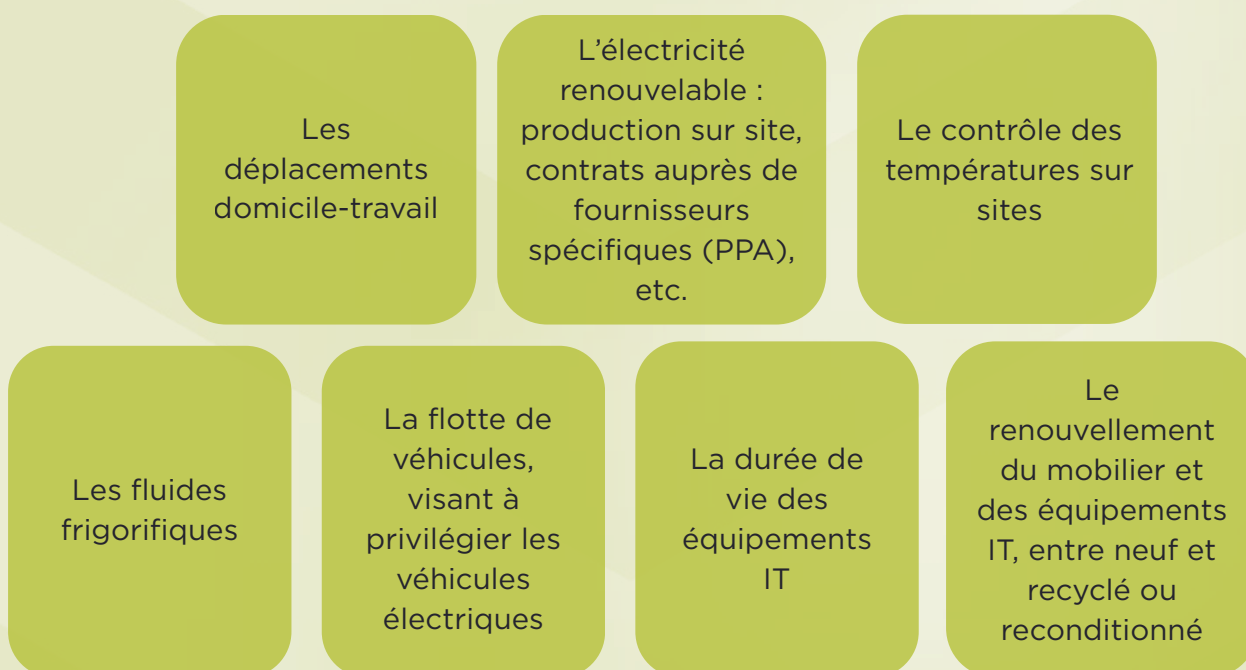 Les
déplacements
domicile-travail
L’électricité
renouvelable :
production sur site,
contrats auprès de
fournisseurs
spécifiques (PPA),
etc.
Le contrôle des
températures sur
sites
Les fluides
frigorifiques
La flotte de
véhicules,
visant à
privilégier les
véhicules
électriques
La durée de
vie des
équipements
IT
Le
renouvellement
du mobilier et
des équipements
IT, entre neuf et
recyclé ou
reconditionné